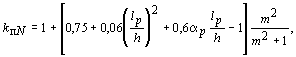 k_{пN} = 1 + [0,75 + 0,06(l_p/h)^2 + 0,6α_p l_p/h − 1] m^2/(m^2 + 1),